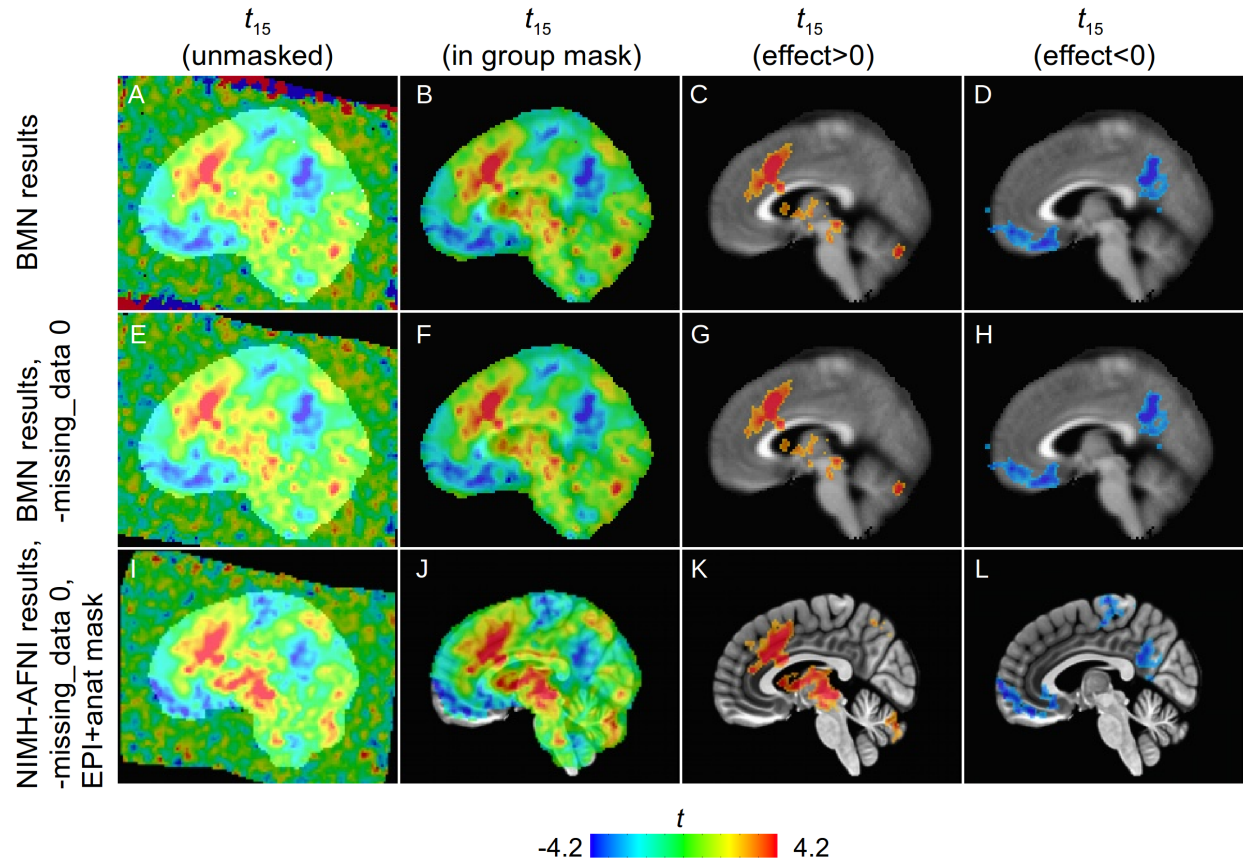 t15
(unmasked)
t15
(in group mask)
t15
(effect>0)
t15
(effect<0)
BMN results
A
B
C
D
BMN results,
-missing_data 0
E
F
G
H
NIMH-AFNI results,
-missing_data 0,
EPI+anat mask
I
J
K
L
t
-4.2
4.2